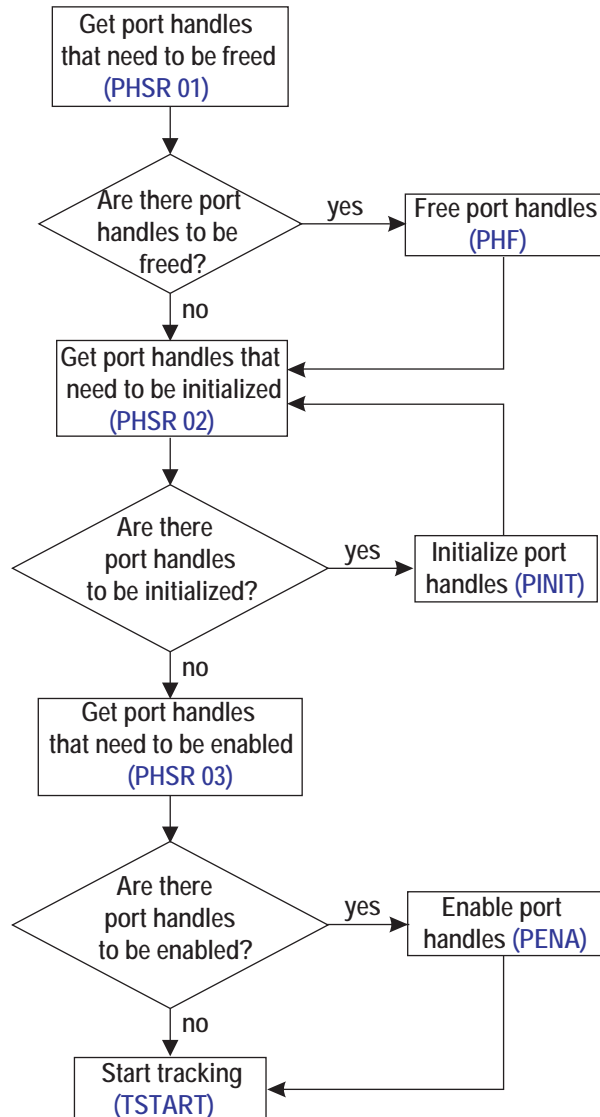 Get port handles
that need to be freed
(PHSR 01)
Are there port
handles to be
freed?
yes
Free port handles
(PHF)
no
Get port handles that
need to be initialized
(PHSR 02)
Are there
port handles
to be initialized?
yes
Initialize port
handles (PINIT)
no
Get port handles
that need to be enabled
(PHSR 03)
Are there
port handles
to be enabled?
yes
Enable port
handles (PENA)
no
Start tracking
(TSTART)